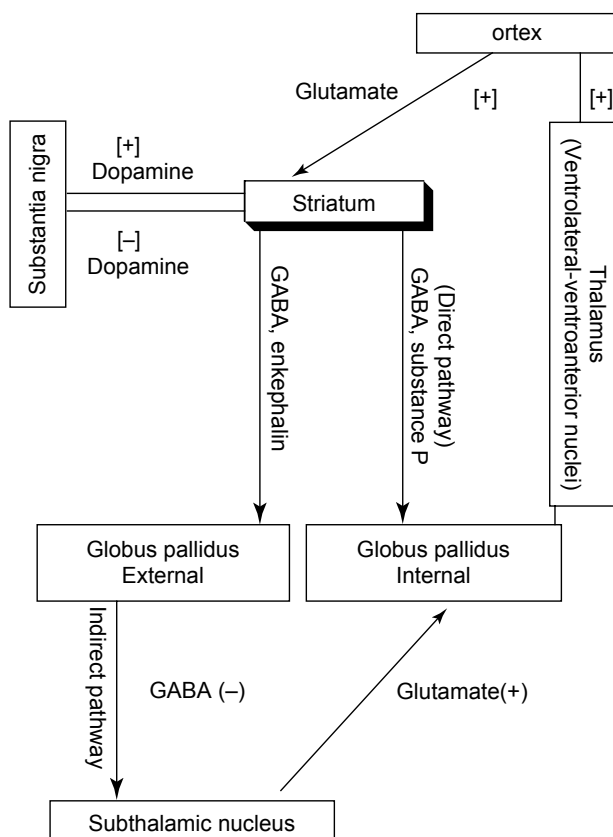 ortex
Glutamate
[+]
[+]
Substantia nigra
[+]
Dopamine
[–]
Dopamine
Striatum
Thalamus
(Ventrolateral-ventroanterior nuclei)
GABA, enkephalin
(Direct pathway)
GABA, substance P
Globus pallidus
External
Globus pallidus
Internal
Indirect pathway
GABA (–)
Glutamate(+)
Subthalamic nucleus